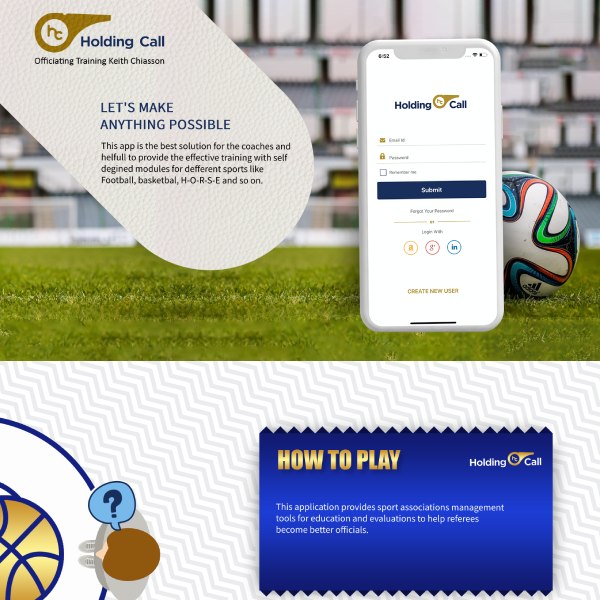 hc
Holding Call
Officiating Training Keith Chiasson
LET'S MAKE
ANYTHING POSSIBLE
This app is the best solution for the coaches and
helfull to provide the effective training with self
degined modules for defferent sports like
Football, basketbal, H-O-R-S-E and so on.
6:52
Holding hc Call
Email ID
Password
Remember me
Submit
Forgot Your Password
or
Login With
g+
in
CREATE NEW USER
HOW TO PLAY
Holding hc Call
This application provides sport associations management
tools for education and evaluations to help referees
become better officials.
?